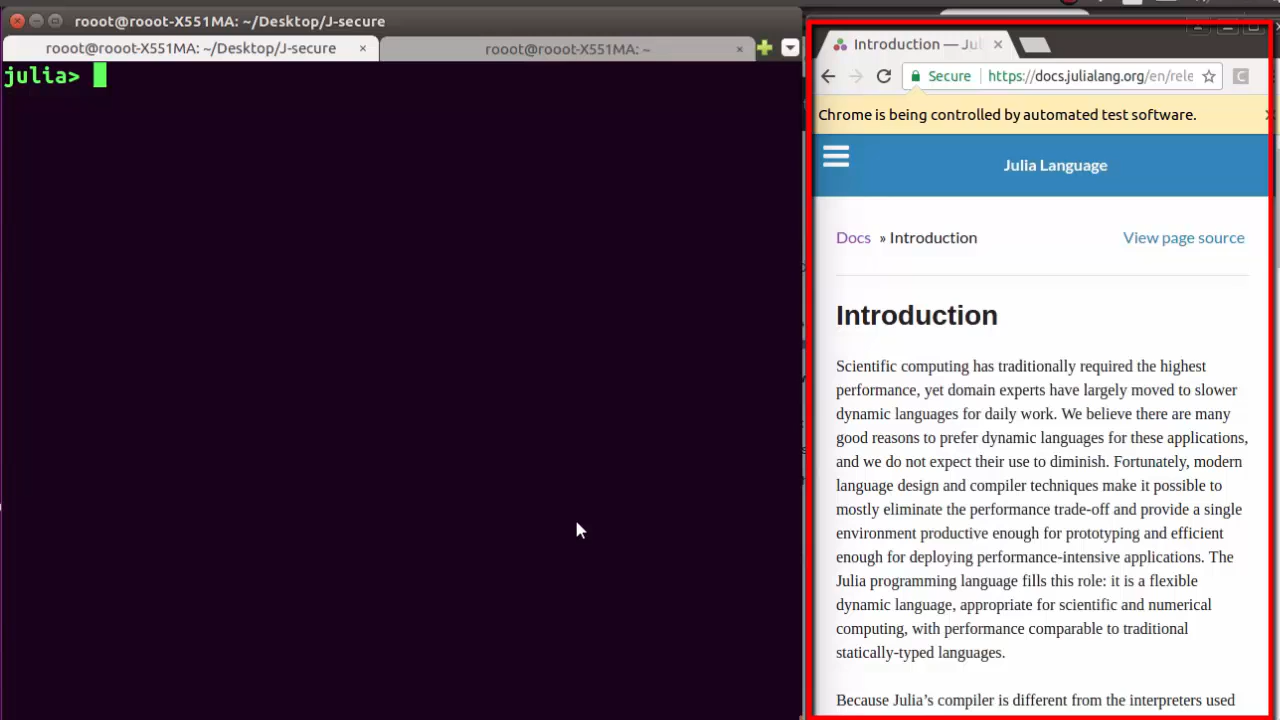 rooot@rooot-X551MA: ~/Desktop/J-secure
rooot@rooot-X551MA: ~/Desktop/J-secure ×
rooot@rooot-X551MA: ~ ×
julia>
Introduction — Jul ×
Secure https://docs.julialang.org/en/rele
Chrome is being controlled by automated test software. ×
Julia Language
Docs » Introduction
View page source
Introduction
Scientific computing has traditionally required the highest
performance, yet domain experts have largely moved to slower
dynamic languages for daily work. We believe there are many
good reasons to prefer dynamic languages for these applications,
and we do not expect their use to diminish. Fortunately, modern
language design and compiler techniques make it possible to
mostly eliminate the performance trade-off and provide a single
environment productive enough for prototyping and efficient
enough for deploying performance-intensive applications. The
Julia programming language fills this role: it is a flexible
dynamic language, appropriate for scientific and numerical
computing, with performance comparable to traditional
statically-typed languages.
Because Julia’s compiler is different from the interpreters used